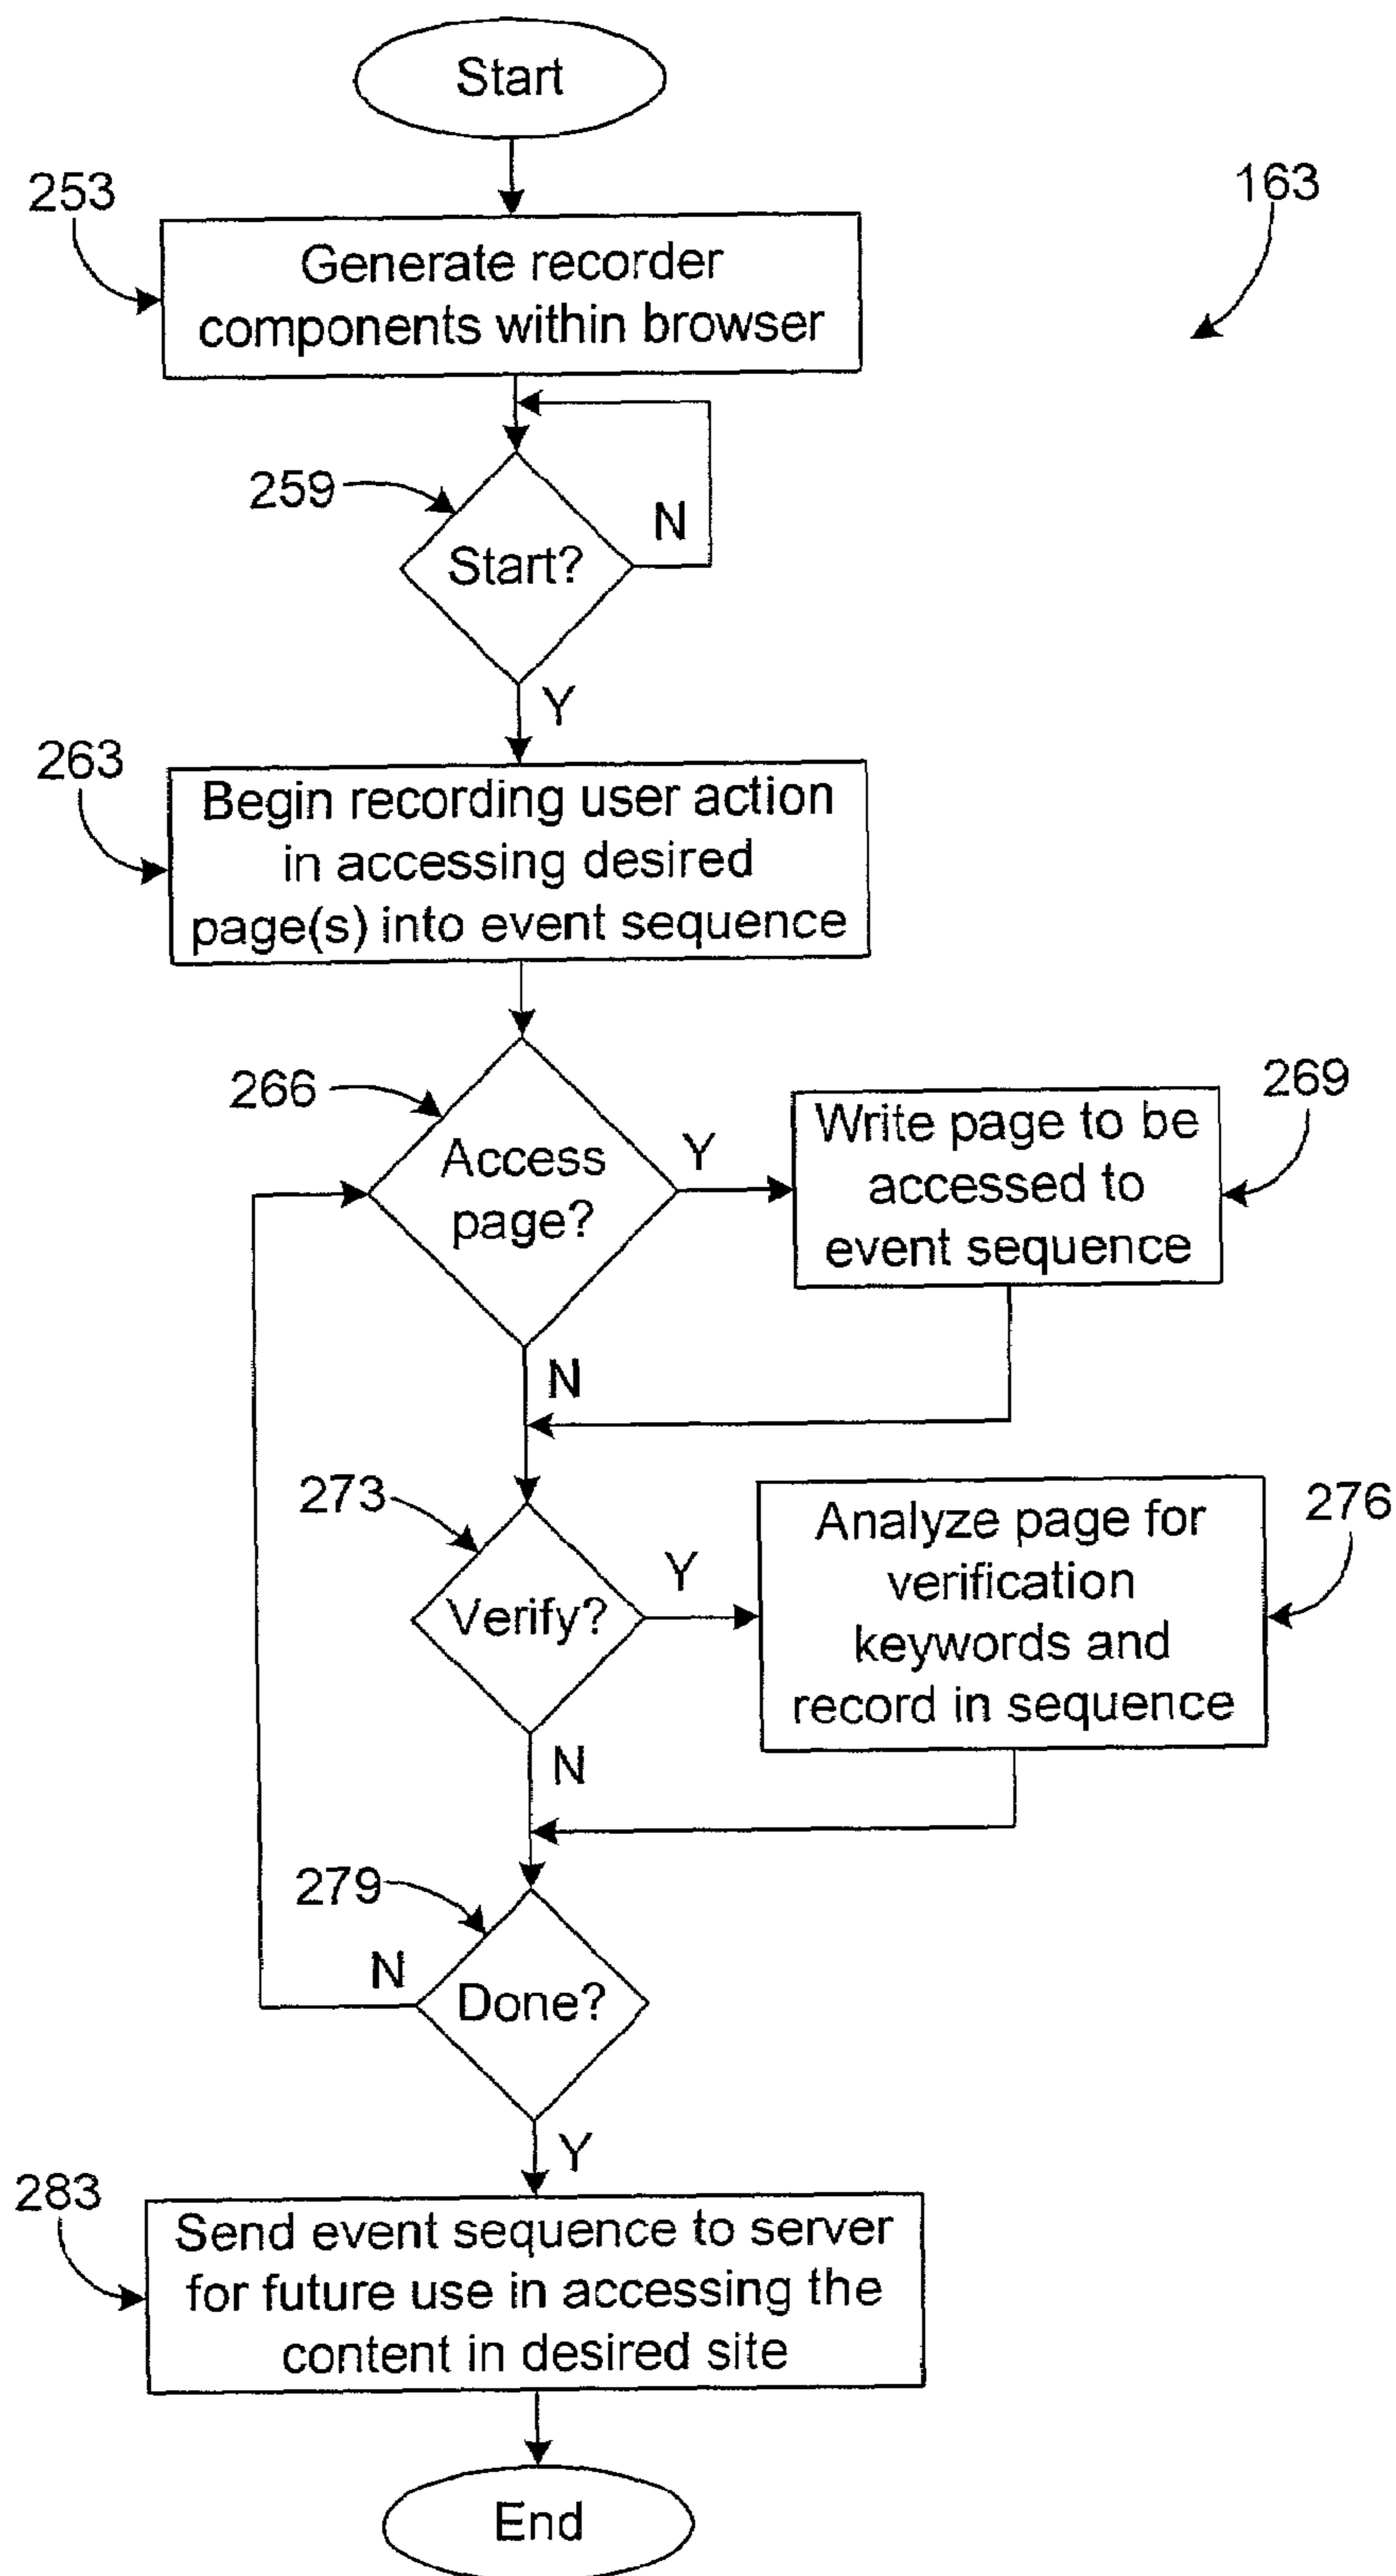 Start
253
163
Generate recorder
components within browser
259
N
Start?
Y
263
Begin recording user action
in accessing desired
page(s) into event sequence
266
269
Access
page?
Y
Write page to be
accessed to
event sequence
N
273
276
Verify?
Y
Analyze page for
verification
keywords and
record in sequence
N
279
N
Done?
Y
283
Send event sequence to server
for future use in accessing the
content in desired site
End